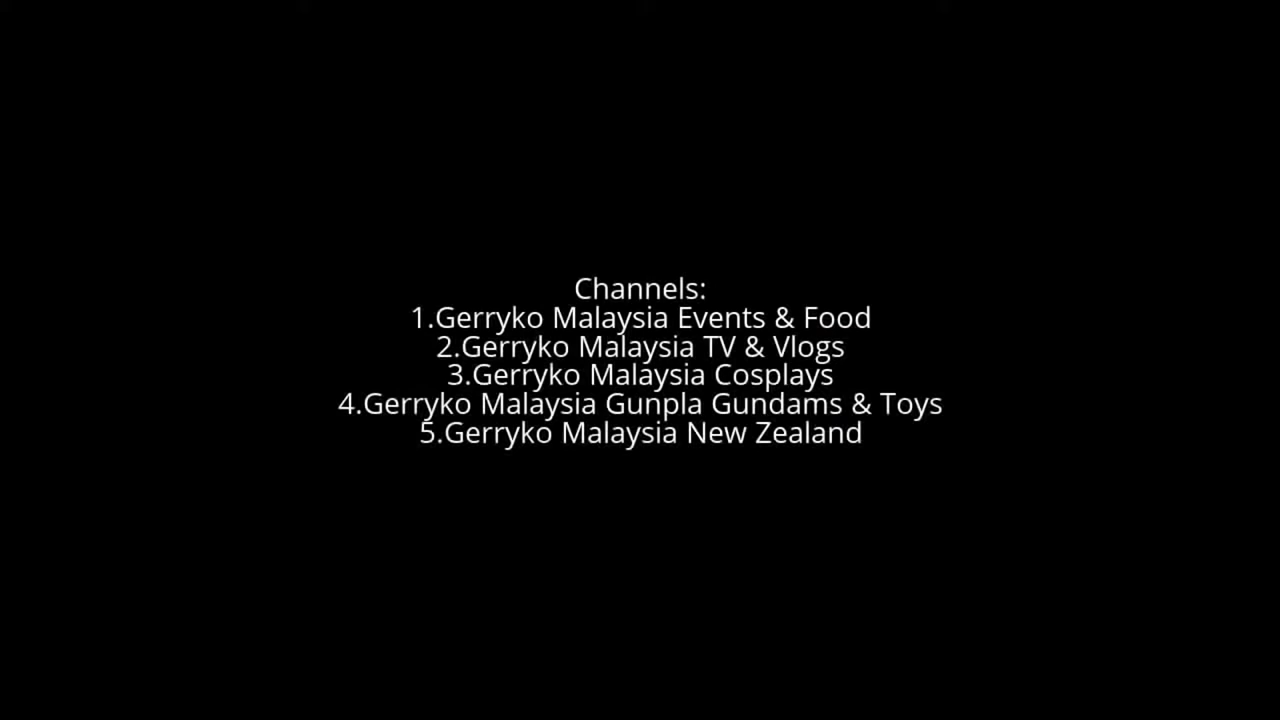 Channels:
1.Gerryko Malaysia Events & Food
2.Gerryko Malaysia TV & Vlogs
3.Gerryko Malaysia Cosplays
4.Gerryko Malaysia Gunpla Gundams & Toys
5.Gerryko Malaysia New Zealand